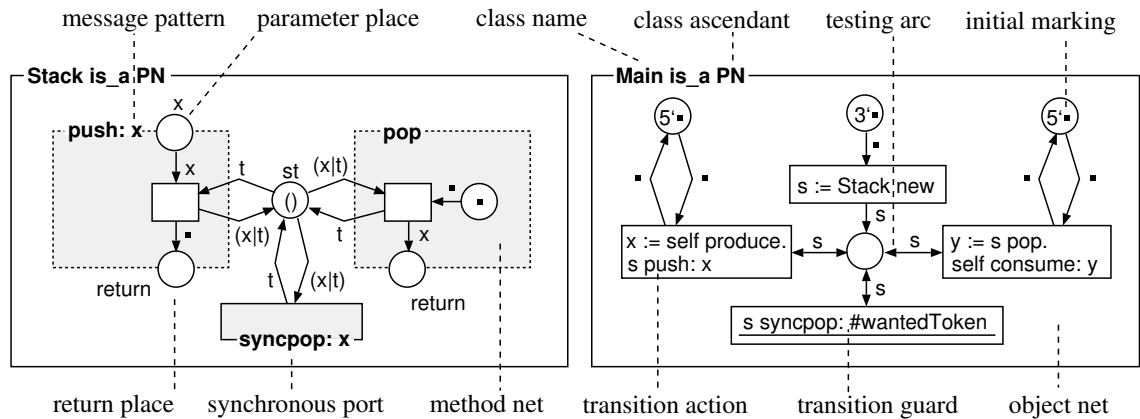 message pattern
parameter place
class name
class ascendant
testing arc
initial marking
Stack is_a PN
Main is_a PN
x
push: x
pop
5‘▪
3‘▪
5‘▪
x
t
st
(x|t)
▪
▪
▪
▪
▪
▪
s := Stack new
()
▪
▪
(x|t)
t
x
s
x := self produce.
s push: x
s
s
y := s pop.
self consume: y
return
t
(x|t)
return
s
s syncpop: #wantedToken
syncpop: x
return place
synchronous port
method net
transition action
transition guard
object net